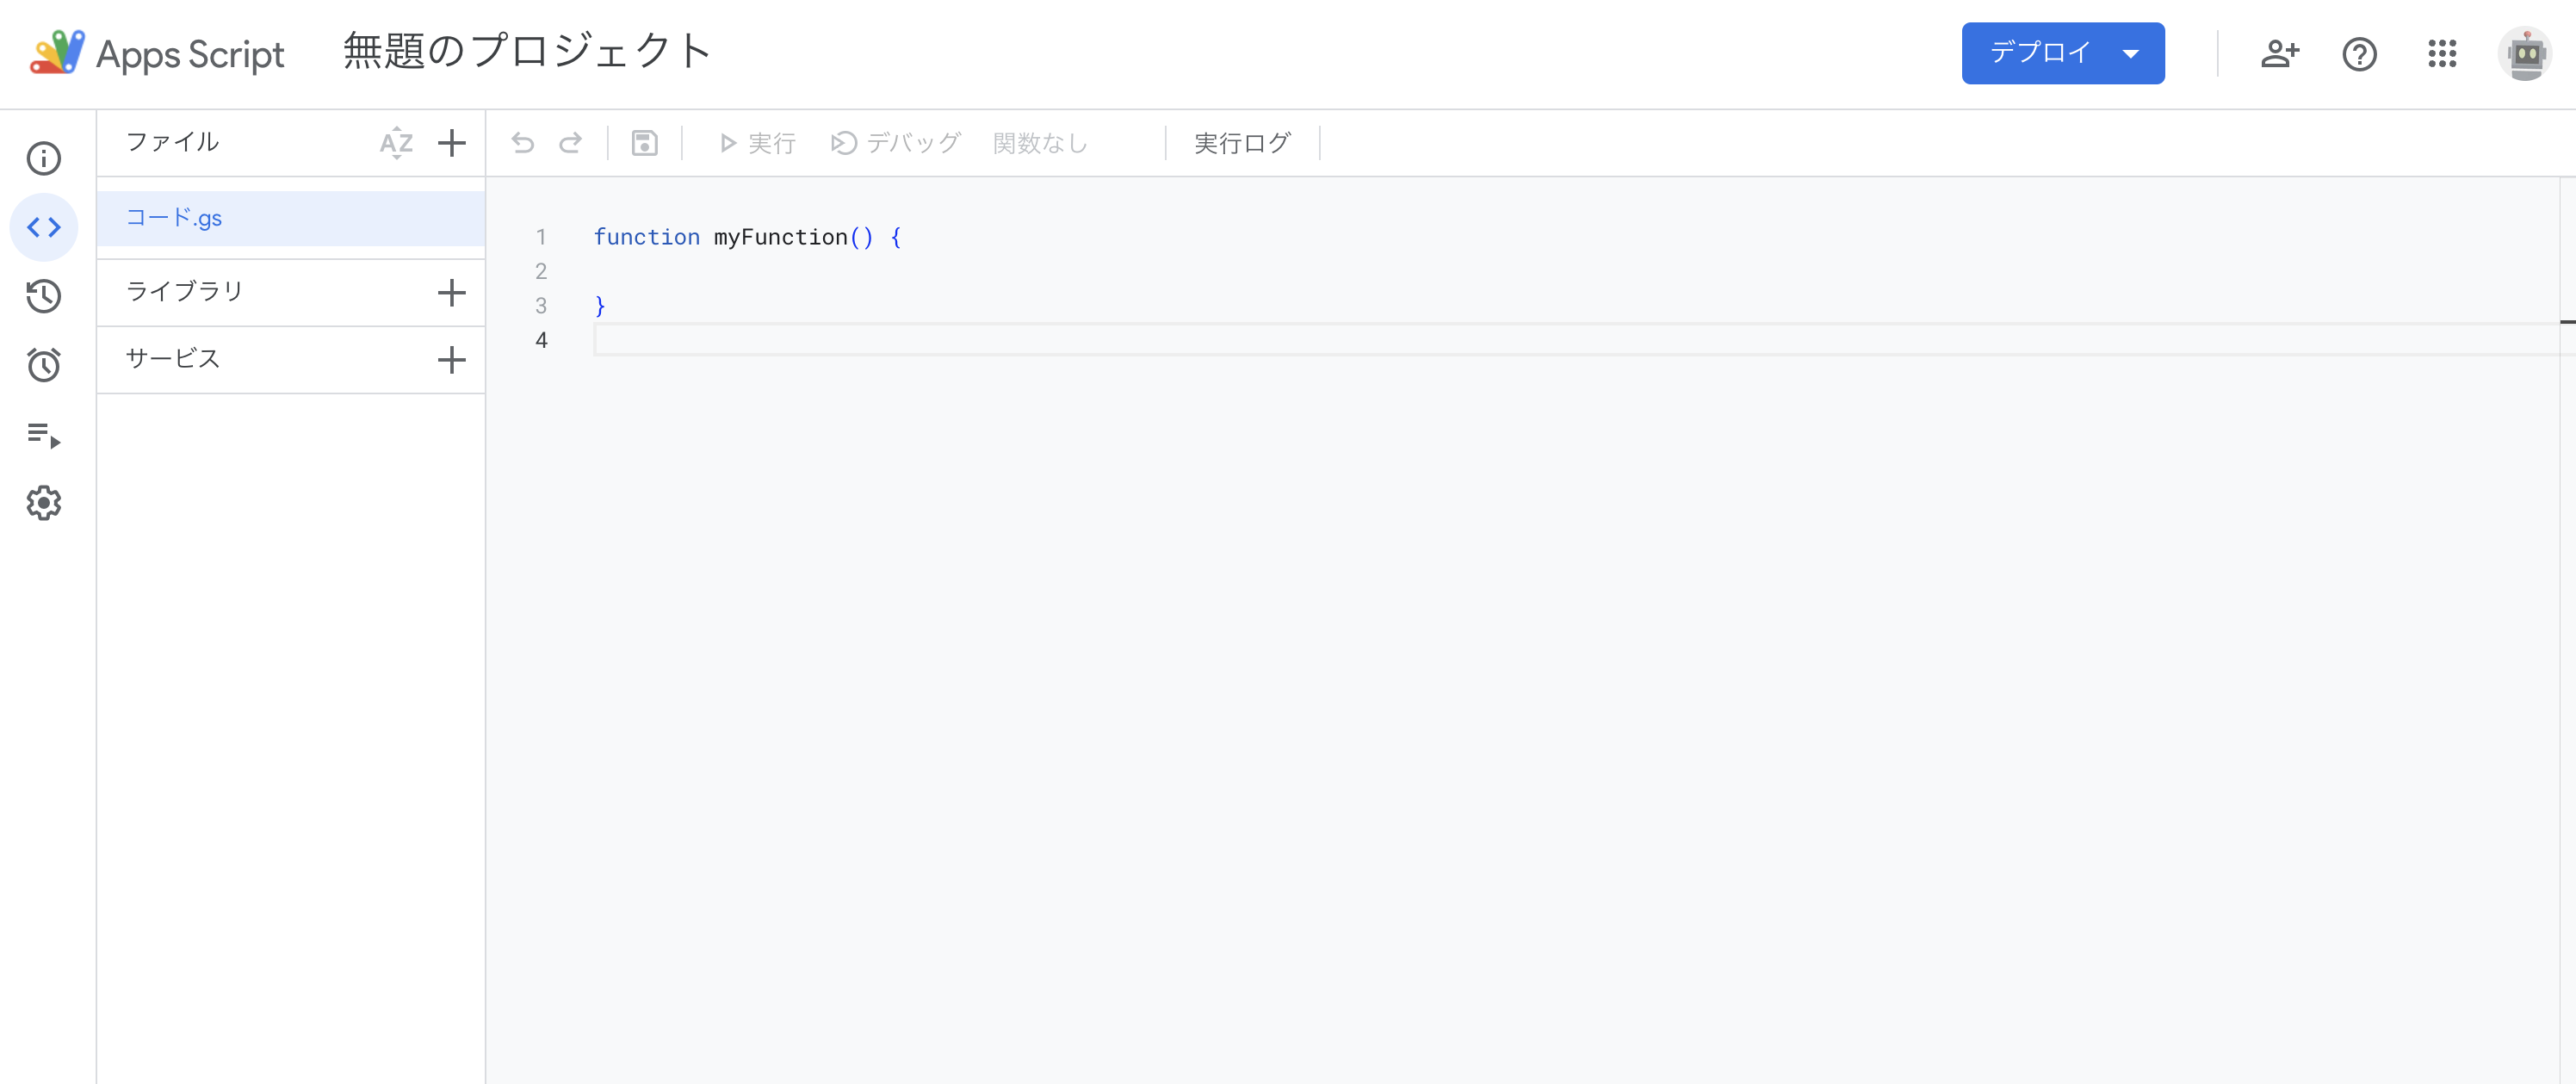 Apps Script 無題のプロジェクト デプロイ
ファイル AZ 実行 デバッグ 関数なし 実行ログ
コード.gs
ライブラリ
サービス
1 function myFunction() {
2
3 }
4